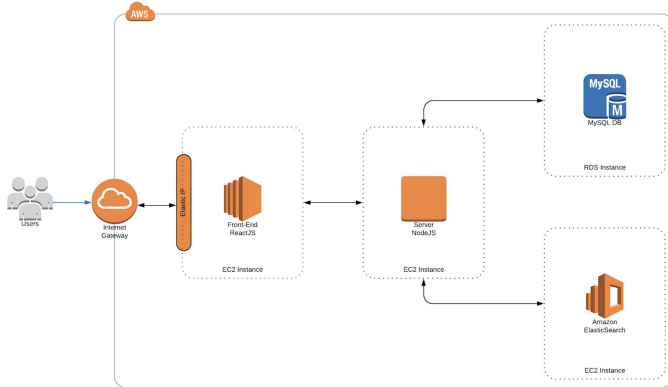 AWS
Users
Internet
Gateway
Elastic IP
Front-End
ReactJS
EC2 Instance
Server
NodeJS
EC2 Instance
MySQL
M
MySQL DB
RDS Instance
Amazon
ElasticSearch
EC2 Instance